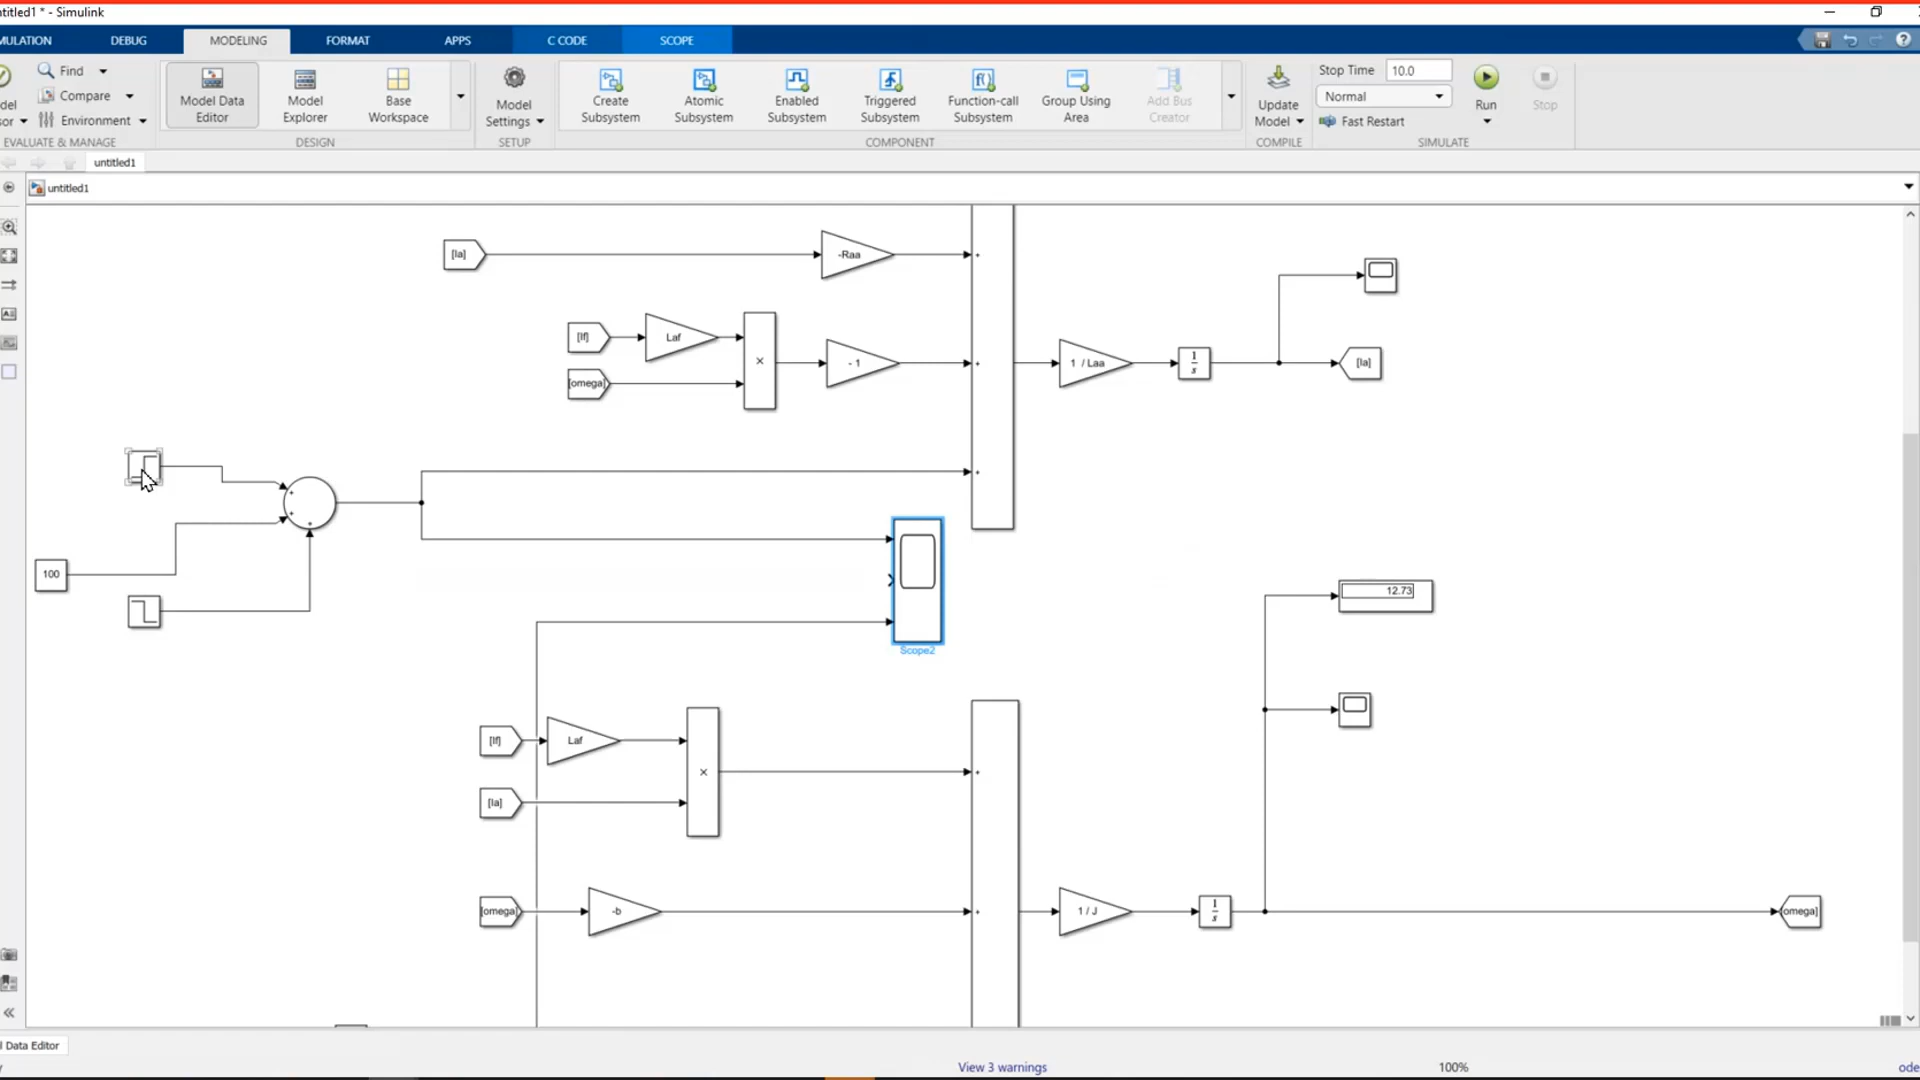 ntitled1 * - Simulink
MULATION DEBUG MODELING FORMAT APPS C CODE SCOPE
Find
Compare
Environment
Model Data Editor
Model Explorer
Base Workspace
Model Settings
Create Subsystem
Atomic Subsystem
Enabled Subsystem
Triggered Subsystem
Function-call Subsystem
Group Using Area
Add Bus Creator
Update Model
Stop Time 10.0
Normal
Fast Restart
Run
Stop
EVALUATE & MANAGE DESIGN SETUP COMPONENT COMPILE SIMULATE
untitled1
untitled1
[Ia] -Raa +
[If] Laf
× - 1 + 1 / Laa 1/s [Ia]
[omega]
+
+
+
+
100
12.73
Scope2
[If] Laf
× +
[Ia]
[omega] -b + 1 / J 1/s [omega]
l Data Editor
View 3 warnings 100% ode